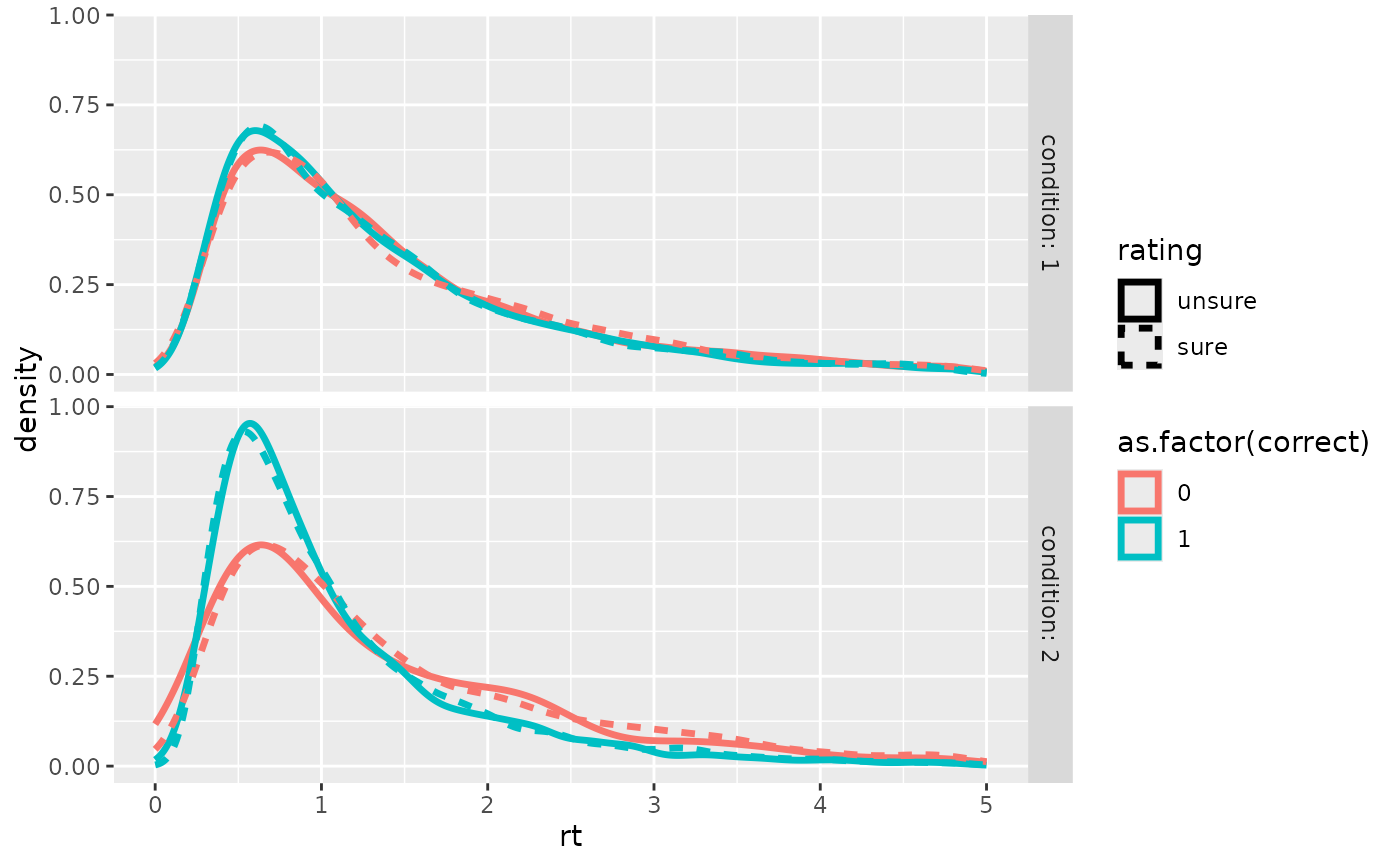 density
1.00
0.75
0.50
0.25
0.00
condition: 1
1.00
0.75
0.50
0.25
0.00
condition: 2
0 1 2 3 4 5
rt
rating
unsure
sure
as.factor(correct)
0
1